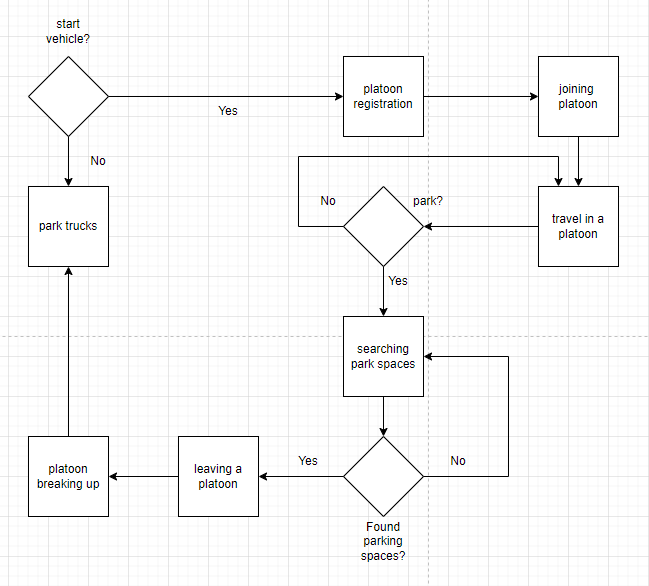 start
vehicle?
platoon
registration
joining
platoon
Yes
No
No
park?
park trucks
travel in a
platoon
Yes
searching
park spaces
Yes
No
platoon
breaking up
leaving a
platoon
Found
parking
spaces?